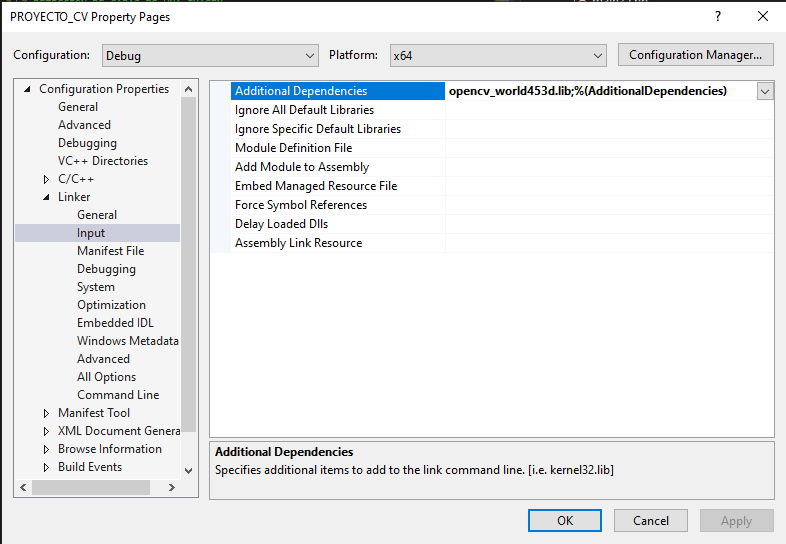 PROYECTO_CV Property Pages
Configuration: Debug Platform: x64 Configuration Manager...
Configuration Properties
General
Advanced
Debugging
VC++ Directories
C/C++
Linker
General
Input
Manifest File
Debugging
System
Optimization
Embedded IDL
Windows Metadata
Advanced
All Options
Command Line
Manifest Tool
XML Document Genera
Browse Information
Build Events
Additional Dependencies opencv_world453d.lib;%(AdditionalDependencies)
Ignore All Default Libraries
Ignore Specific Default Libraries
Module Definition File
Add Module to Assembly
Embed Managed Resource File
Force Symbol References
Delay Loaded Dlls
Assembly Link Resource
Additional Dependencies
Specifies additional items to add to the link command line. [i.e. kernel32.lib]
OK Cancel Apply